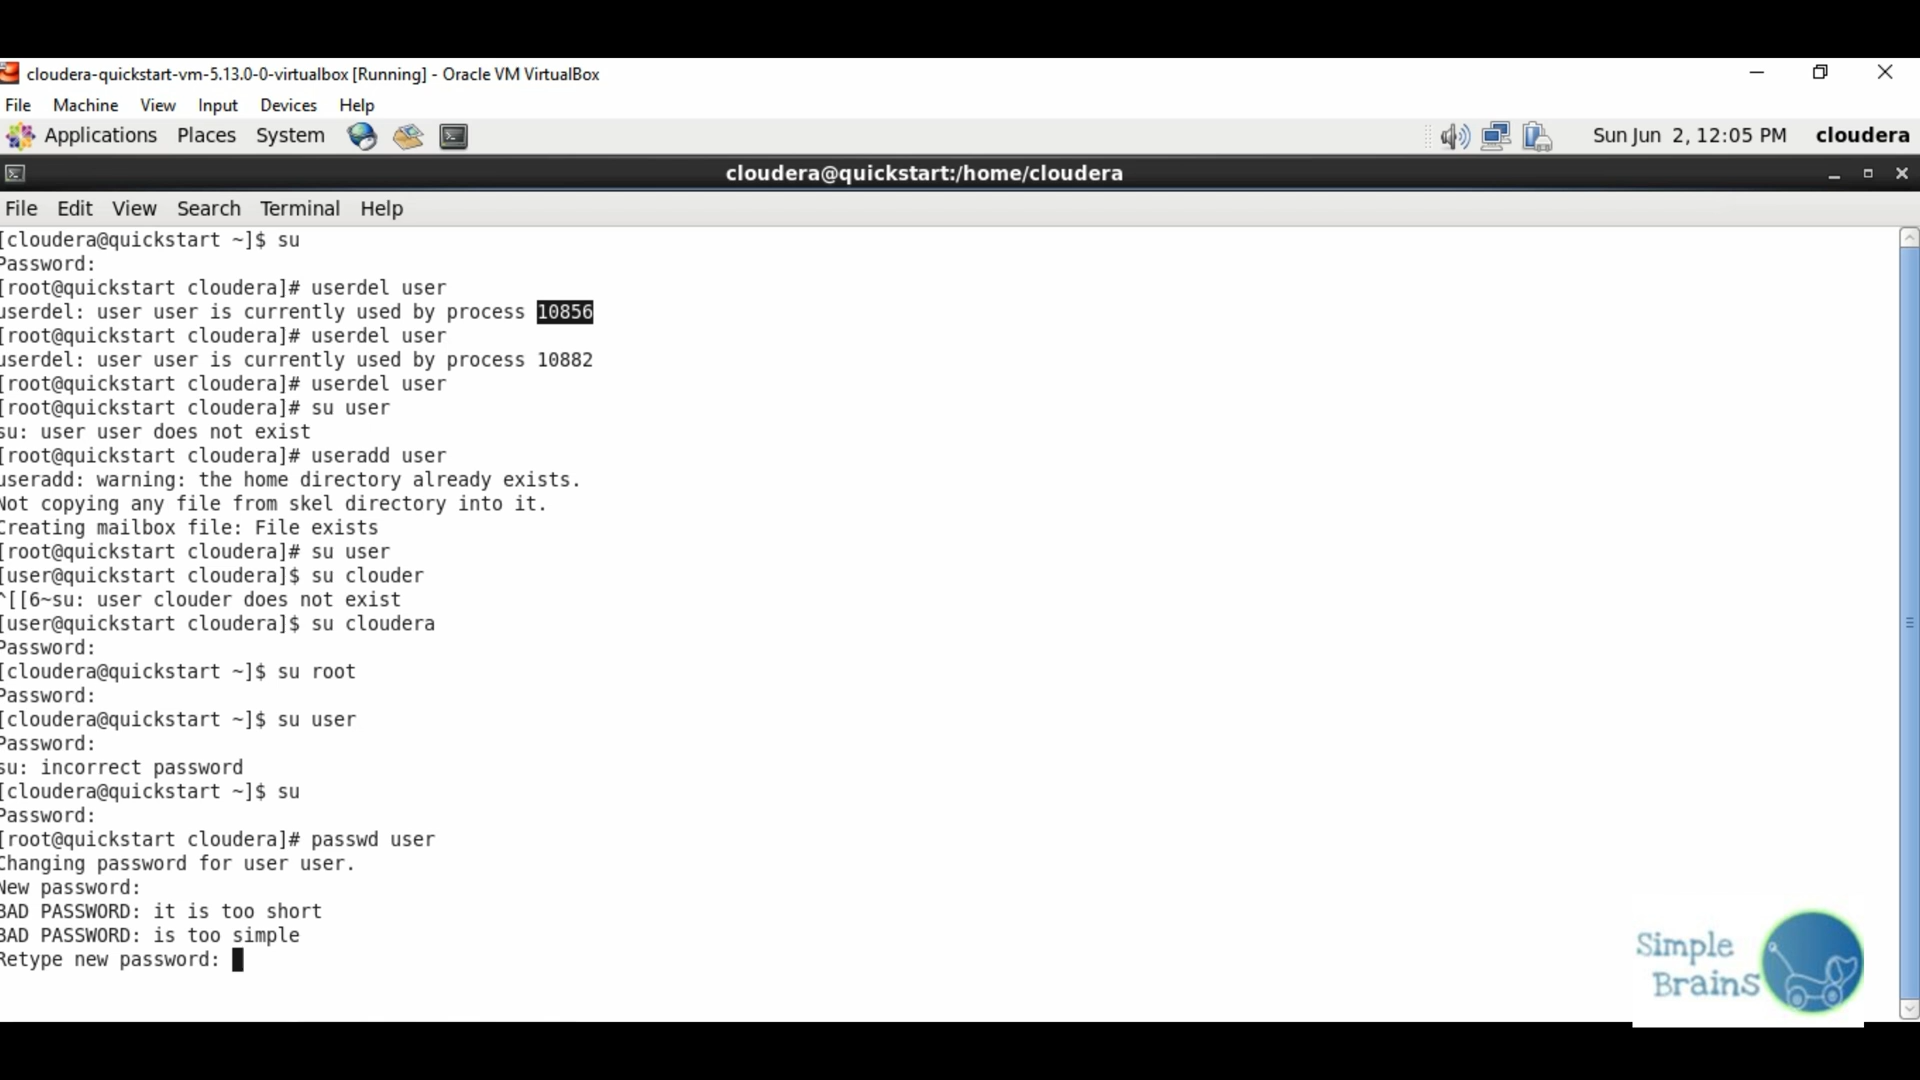 cloudera-quickstart-vm-5.13.0-0-virtualbox [Running] - Oracle VM VirtualBox
File Machine View Input Devices Help
Applications Places System Sun Jun 2, 12:05 PM cloudera
cloudera@quickstart:/home/cloudera
File Edit View Search Terminal Help
[cloudera@quickstart ~]$ su
Password:
[root@quickstart cloudera]# userdel user
userdel: user user is currently used by process 10856
[root@quickstart cloudera]# userdel user
userdel: user user is currently used by process 10882
[root@quickstart cloudera]# userdel user
[root@quickstart cloudera]# su user
su: user user does not exist
[root@quickstart cloudera]# useradd user
useradd: warning: the home directory already exists.
Not copying any file from skel directory into it.
Creating mailbox file: File exists
[root@quickstart cloudera]# su user
[user@quickstart cloudera]$ su clouder
^[[6~su: user clouder does not exist
[user@quickstart cloudera]$ su cloudera
Password:
[cloudera@quickstart ~]$ su root
Password:
[cloudera@quickstart ~]$ su user
Password:
su: incorrect password
[cloudera@quickstart ~]$ su
Password:
[root@quickstart cloudera]# passwd user
Changing password for user user.
New password:
BAD PASSWORD: it is too short
BAD PASSWORD: is too simple
Retype new password:
Simple
Brains